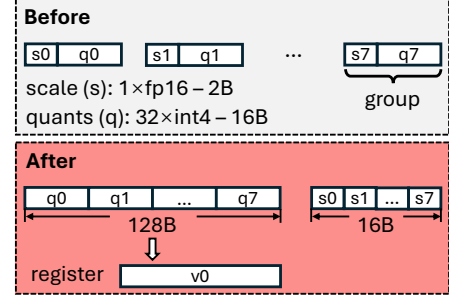 Before
s0 q0 s1 q1 ... s7 q7
scale (s): 1×fp16 – 2B
group
quants (q): 32×int4 – 16B
After
q0 q1 ... q7 s0 s1 ... s7
128B 16B
register v0